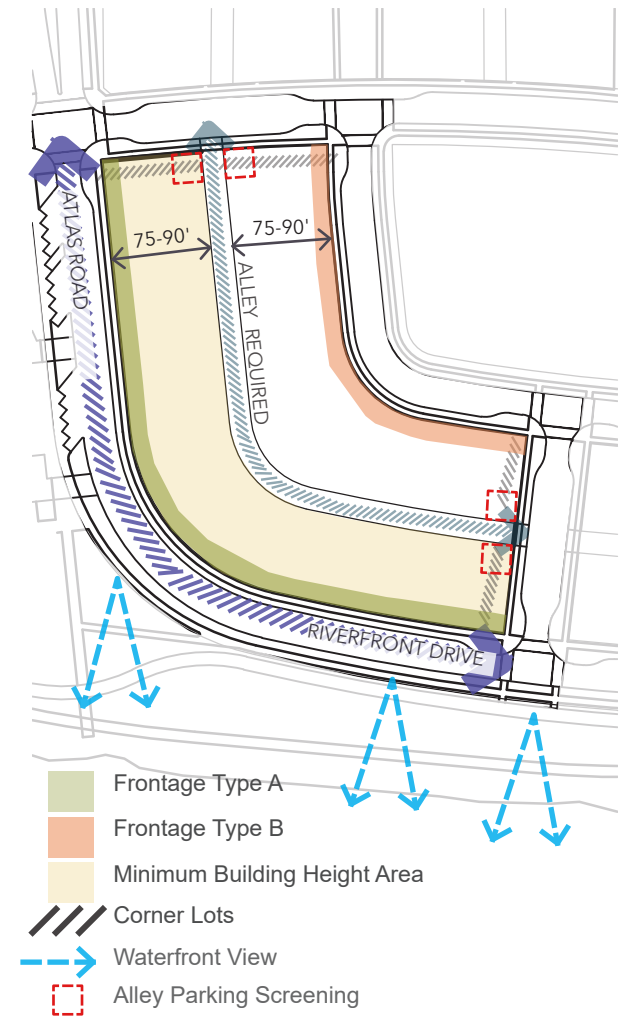 75-90'
75-90'
ATLAS ROAD
ALLEY REQUIRED
RIVERFRONT DRIVE
Frontage Type A
Frontage Type B
Minimum Building Height Area
Corner Lots
Waterfront View
Alley Parking Screening